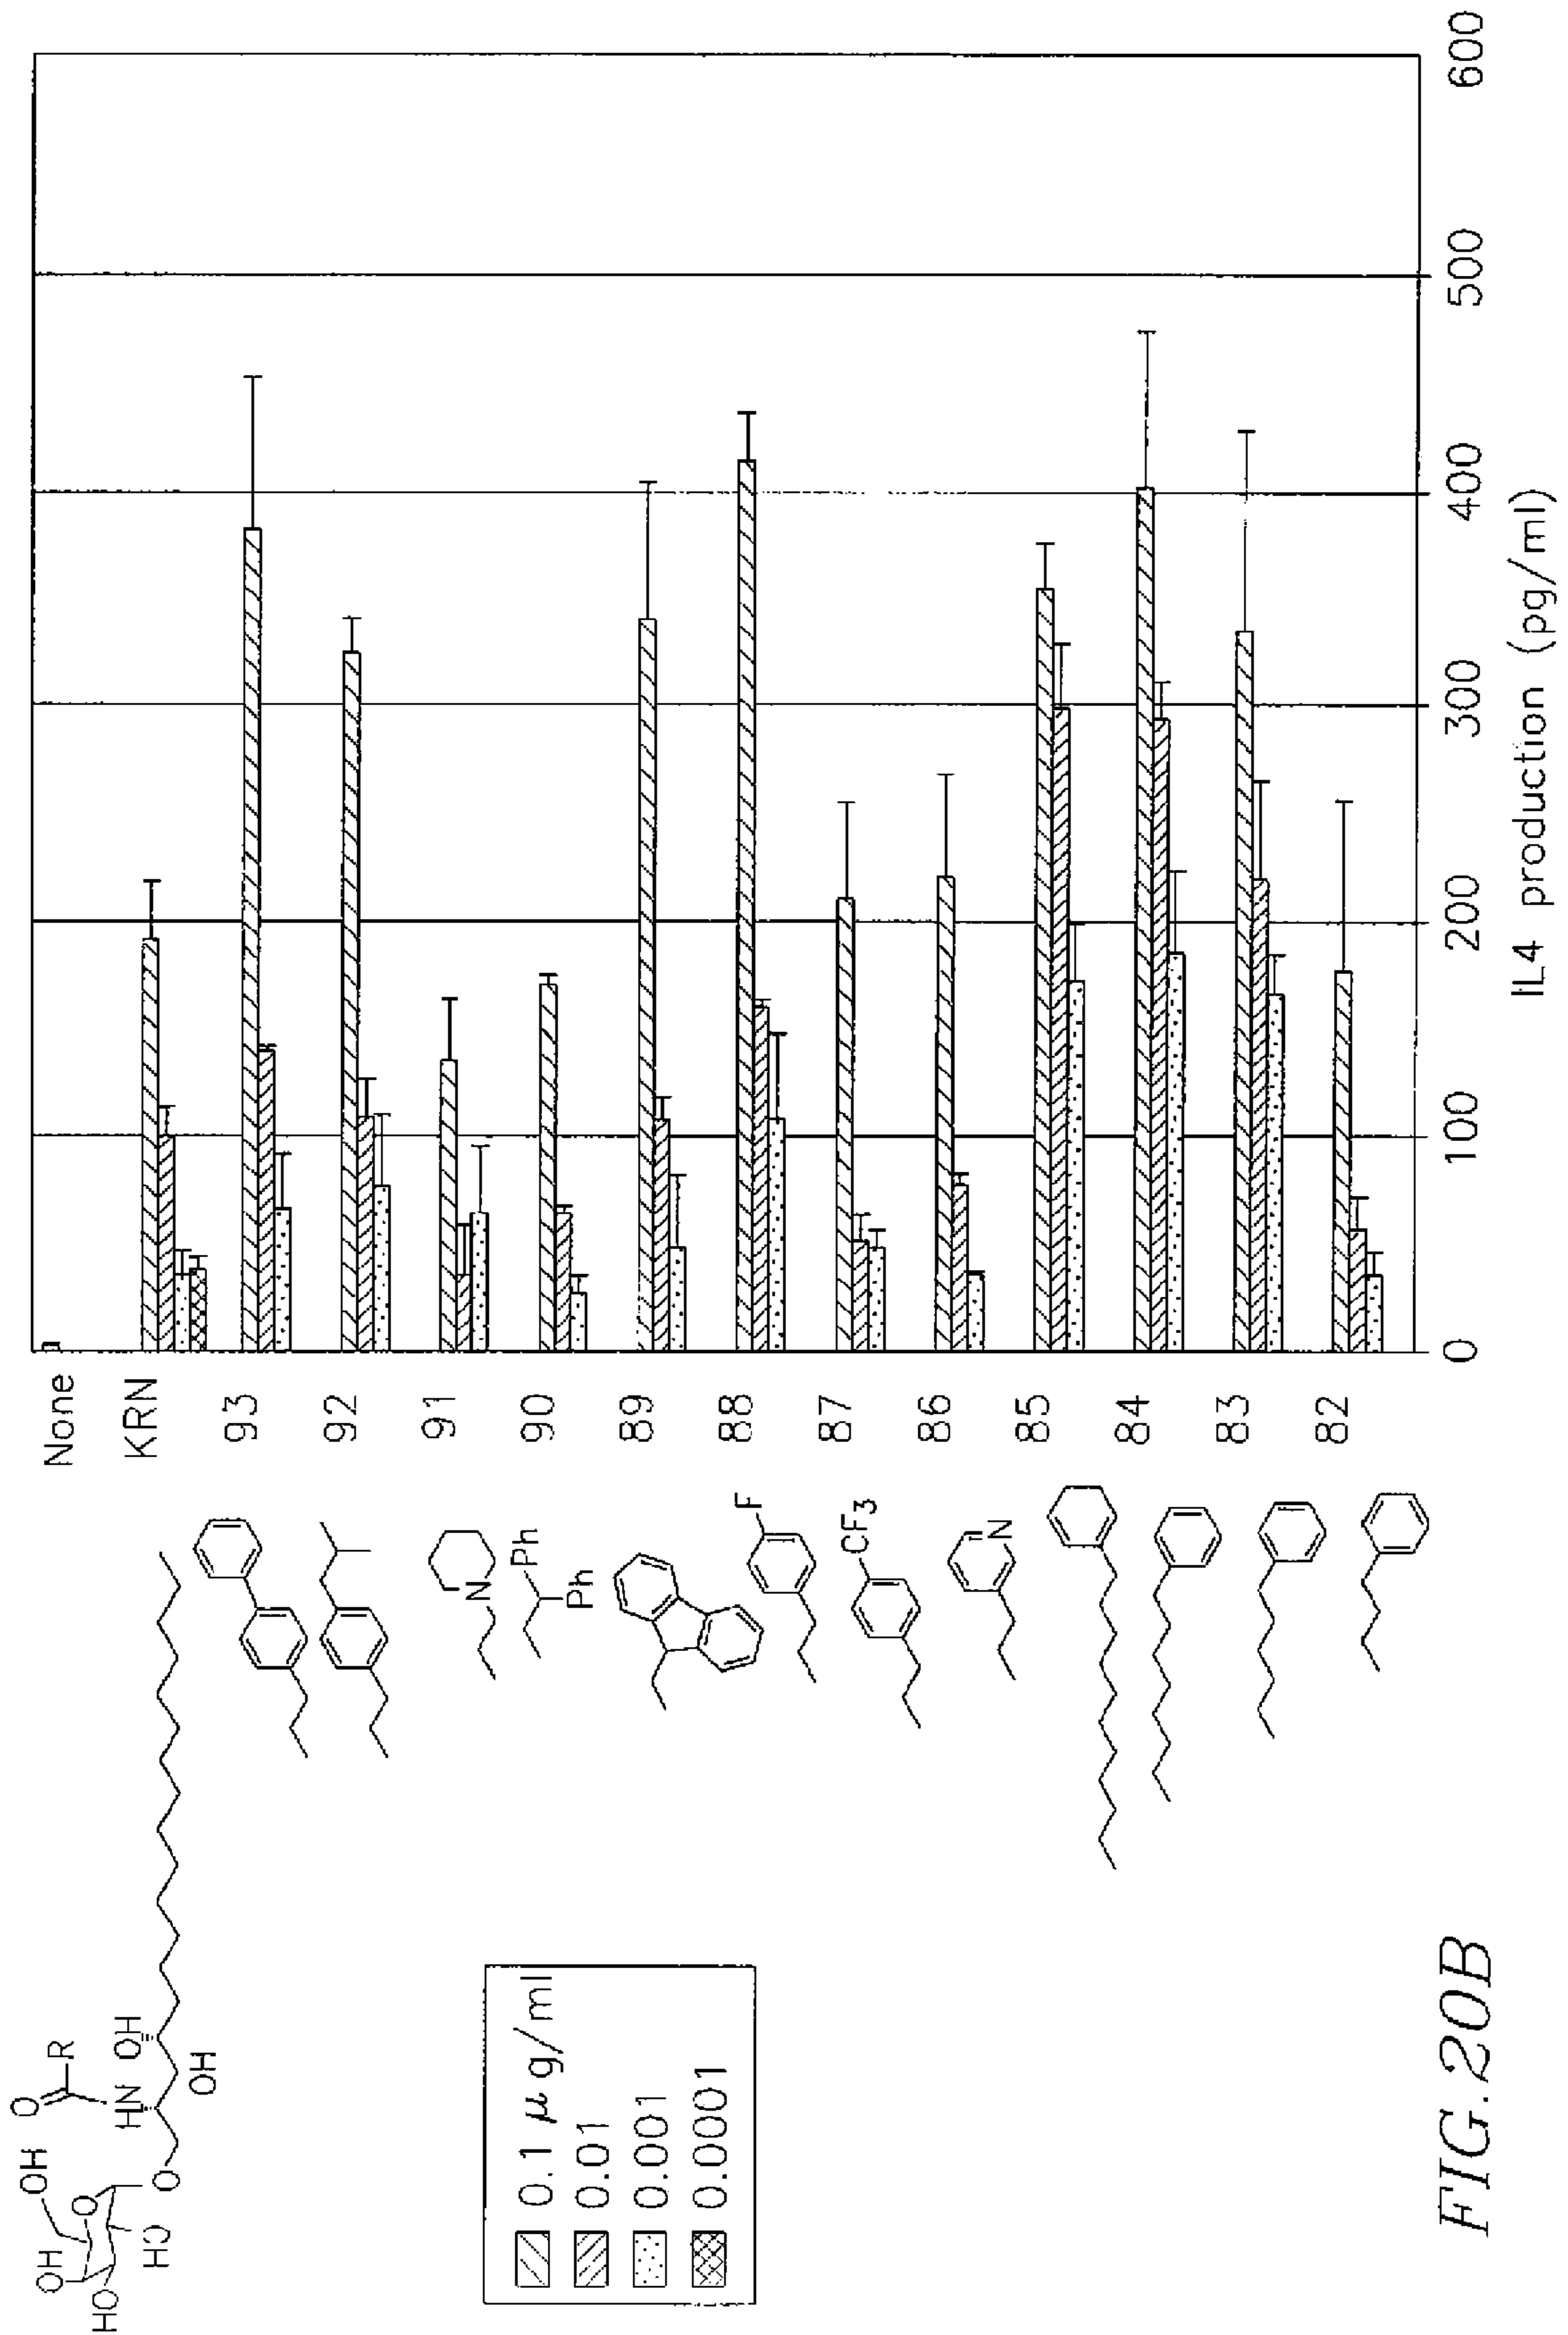 OH
OH
HO
HO
O
O
O
R
HN
OH
OH
0.1 μg/ml
0.01
0.001
0.0001
Ph
Ph
N
F
CF3
N
None
KRN
93
92
91
90
89
88
87
86
85
84
83
82
0
100
200
300
400
500
600
IL4 production (pg/ml)
FIG.20B